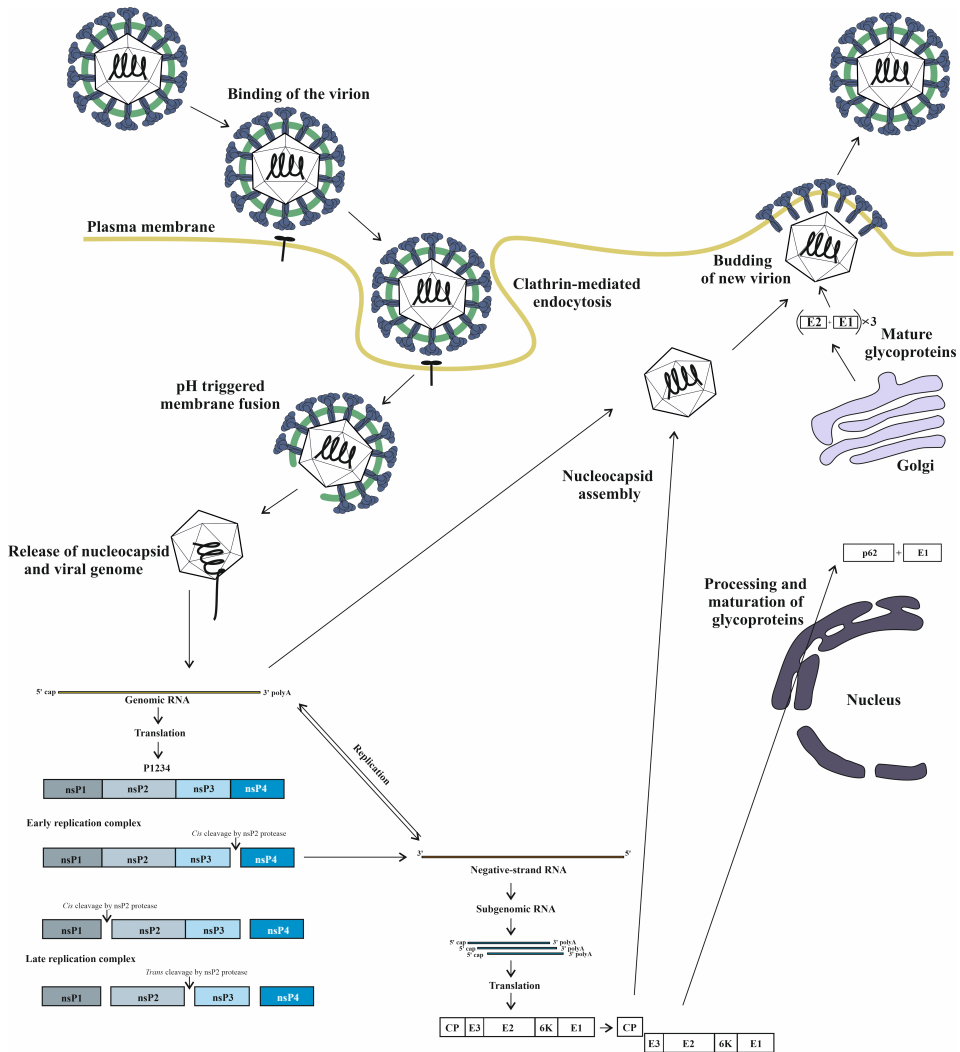 Binding of the virion
Plasma membrane
Clathrin-mediated
endocytosis
Budding
of new virion
( E2 + E1 )×3
Mature
glycoproteins
Golgi
pH triggered
membrane fusion
Nucleocapsid
assembly
Release of nucleocapsid
and viral genome
p62 + E1
Processing and
maturation of
glycoproteins
Nucleus
5' cap 3' polyA
Genomic RNA
Translation
P1234
nsP1 nsP2 nsP3 nsP4
Replication
Early replication complex
Cis cleavage by nsP2 protease
nsP1 nsP2 nsP3 nsP4
3' 5'
Negative-strand RNA
Subgenomic RNA
5' cap 3' polyA
5' cap 3' polyA
5' cap 3' polyA
Translation
CP E3 E2 6K E1
CP
E3 E2 6K E1
Cis cleavage by nsP2 protease
nsP1 nsP2 nsP3 nsP4
Late replication complex
Trans cleavage by nsP2 protease
nsP1 nsP2 nsP3 nsP4